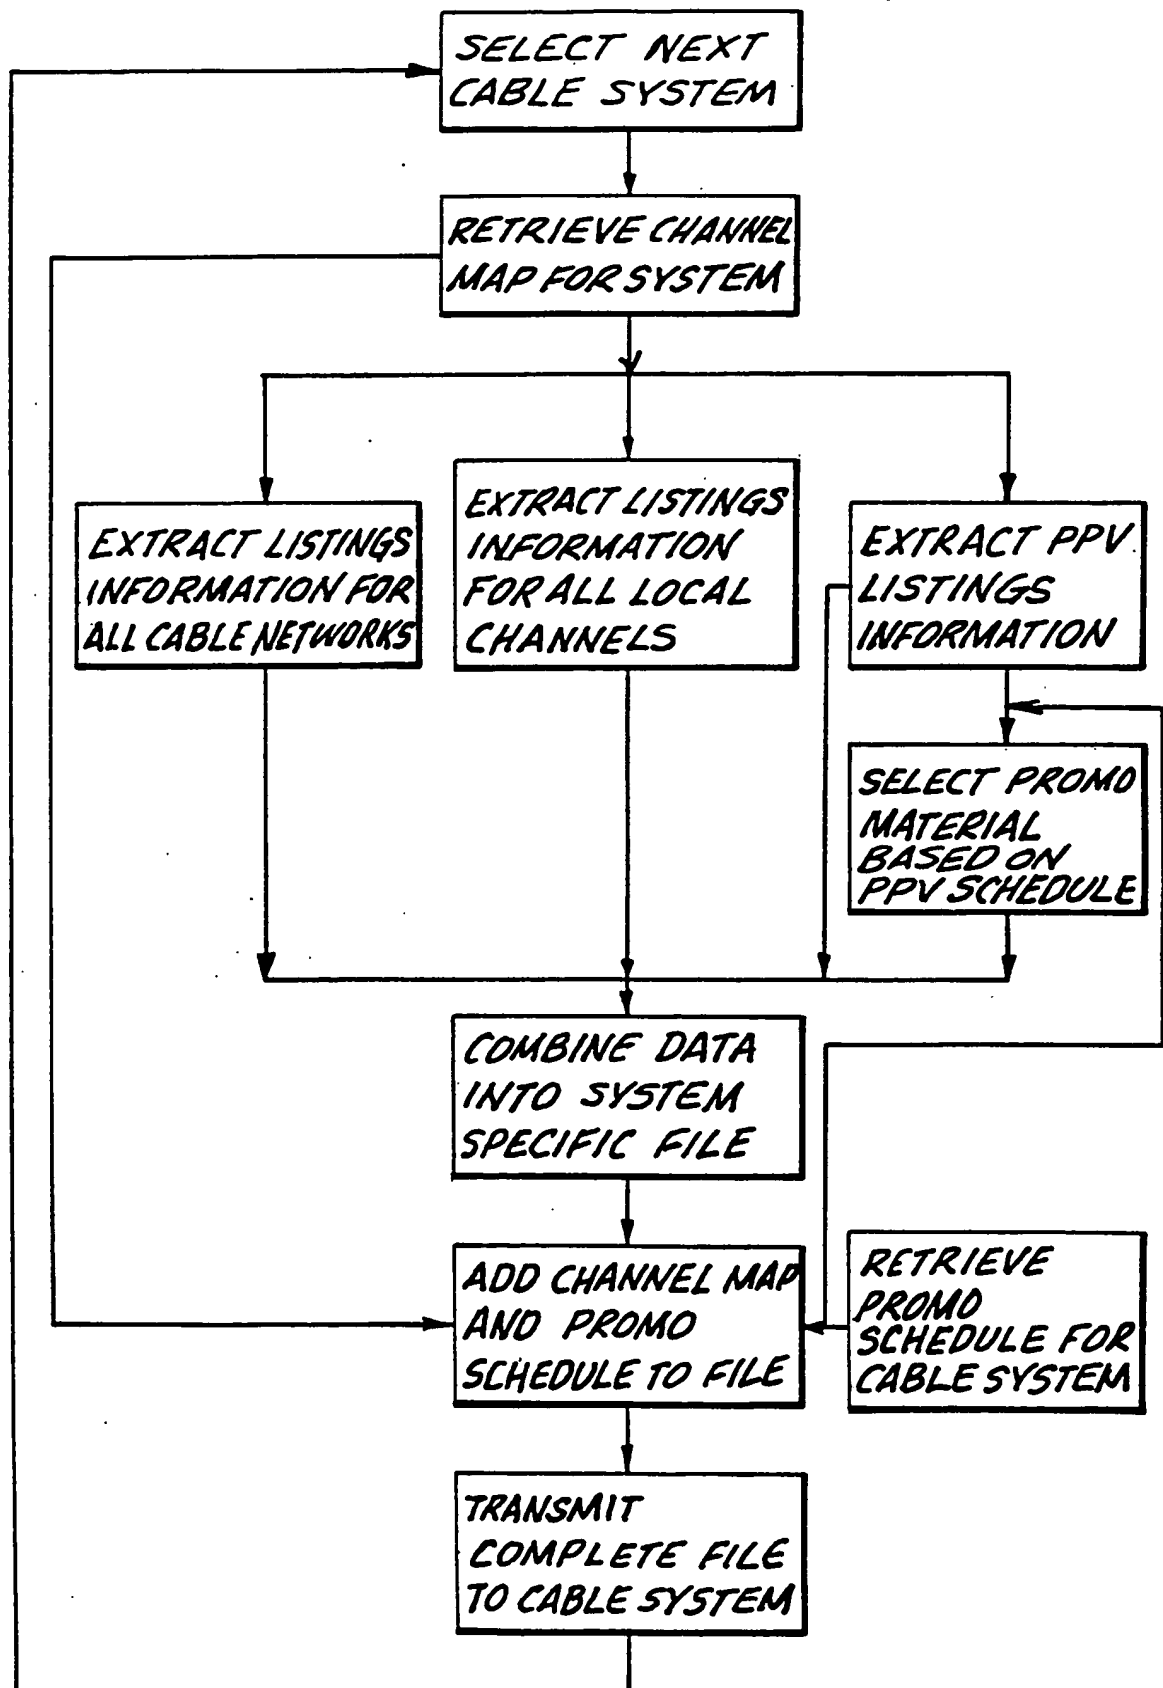 SELECT NEXT
CABLE SYSTEM
RETRIEVE CHANNEL
MAP FOR SYSTEM
EXTRACT LISTINGS
INFORMATION FOR
ALL CABLE NETWORKS
EXTRACT LISTINGS
INFORMATION
FOR ALL LOCAL
CHANNELS
EXTRACT PPV
LISTINGS
INFORMATION
SELECT PROMO
MATERIAL
BASED ON
PPV SCHEDULE
COMBINE DATA
INTO SYSTEM
SPECIFIC FILE
ADD CHANNEL MAP
AND PROMO
SCHEDULE TO FILE
RETRIEVE
PROMO
SCHEDULE FOR
CABLE SYSTEM
TRANSMIT
COMPLETE FILE
TO CABLE SYSTEM